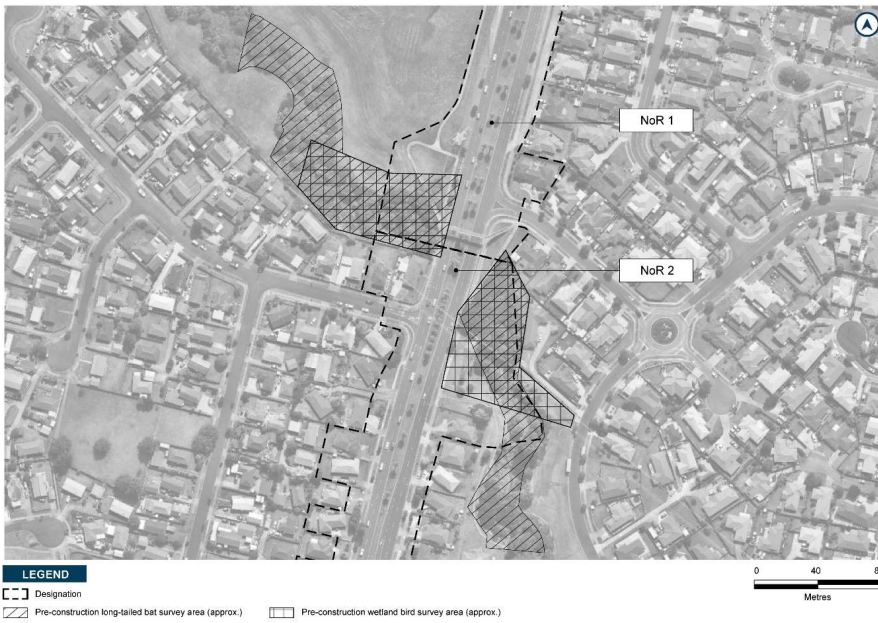 NoR 1
NoR 2
LEGEND
Designation
Pre-construction long-tailed bat survey area (approx.)
Pre-construction wetland bird survey area (approx.)
0 40
Metres